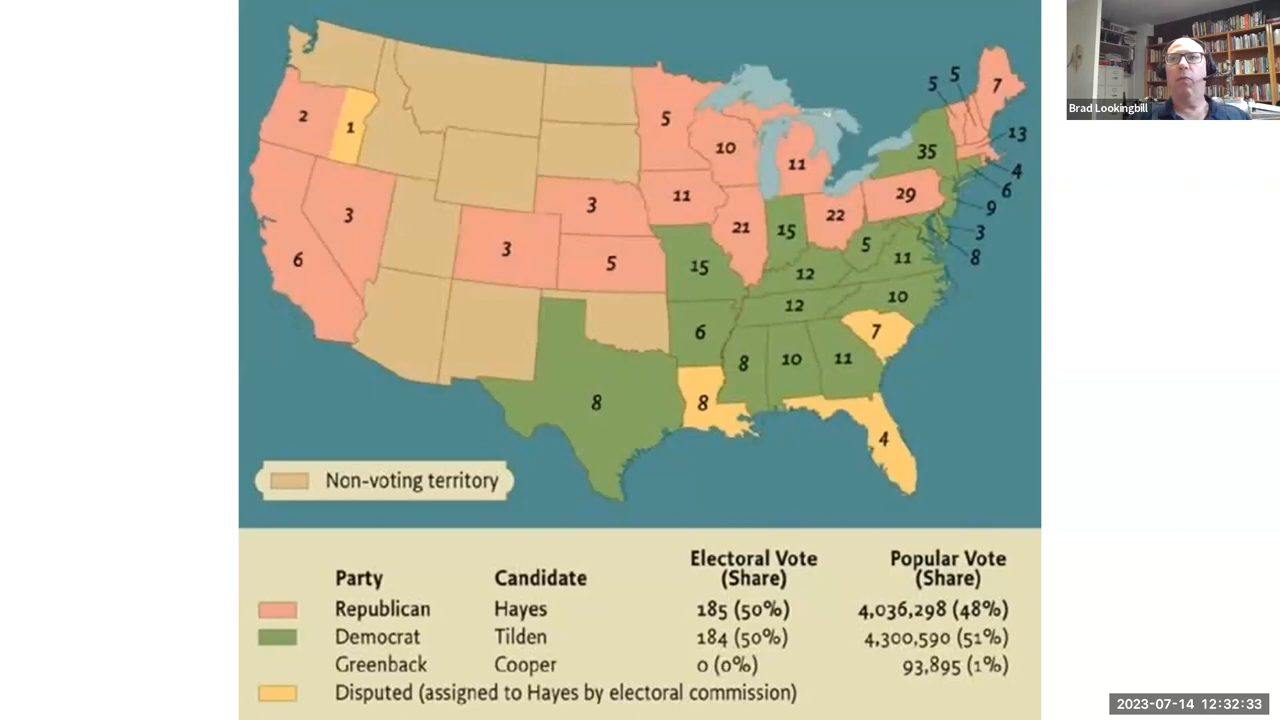 5 5 7
2 1 5 10 11 35 13
4
3 11 29 6
3 21 15 22 9
6 3 5 15 12 5 11 3
8
12 10
6 7
8 10 11
8 8 4
Non-voting territory
Electoral Vote Popular Vote
Party Candidate (Share) (Share)
Republican Hayes 185 (50%) 4,036,298 (48%)
Democrat Tilden 184 (50%) 4,300,590 (51%)
Greenback Cooper 0 (0%) 93,895 (1%)
Disputed (assigned to Hayes by electoral commission)
Brad Lookingbill
2023-07-14 12:32:33